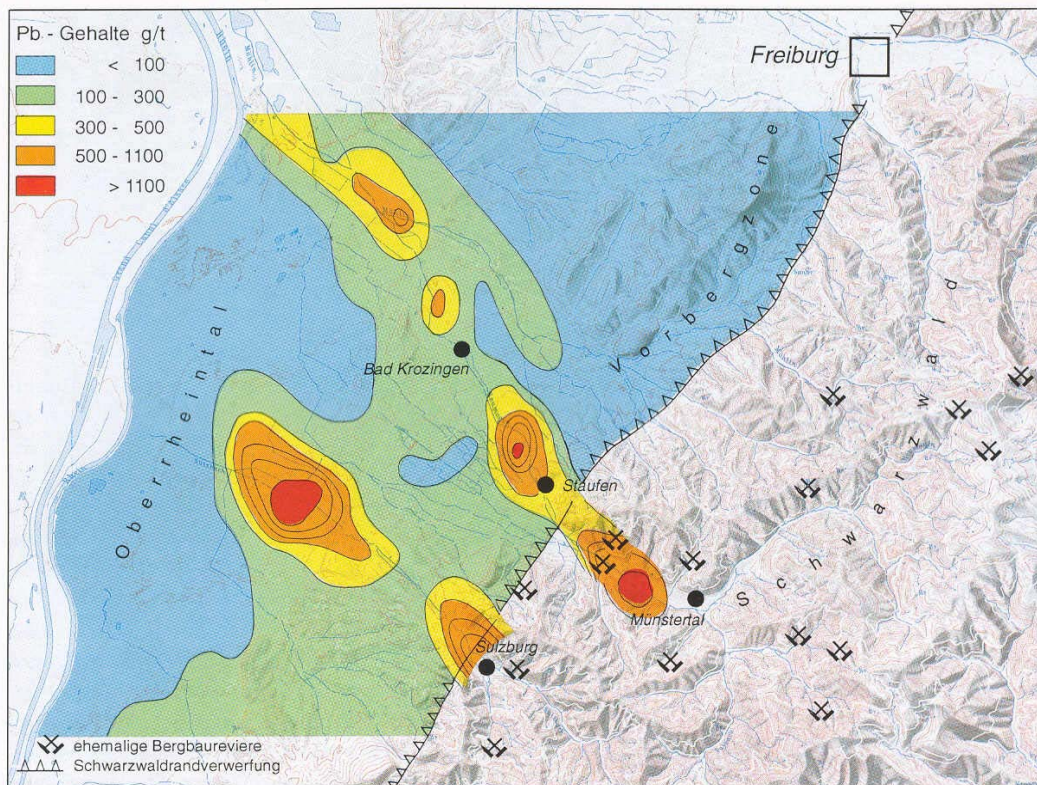 Pb - Gehalte g/t
< 100
100 - 300
300 - 500
500 - 1100
> 1100
Freiburg
Rhein
Vorbergzone
Oberrheintal
Bad Krozingen
Staufen
Schwarzwald
Münstertal
Sulzburg
ehemalige Bergbaureviere
Schwarzwaldrandverwerfung